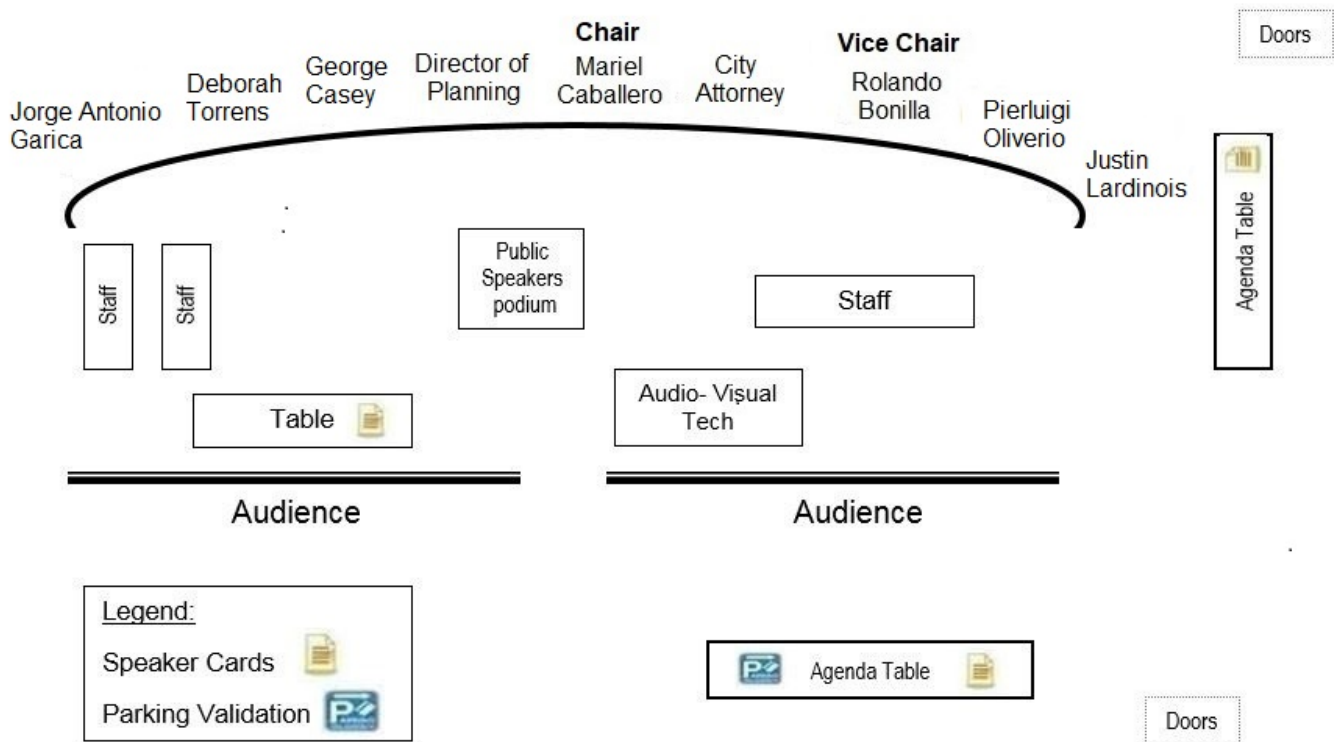 Doors
Chair
Mariel
Caballero
Vice Chair
Rolando
Bonilla
City
Attorney
Director of
Planning
George
Casey
Deborah
Torrens
Jorge Antonio
Garica
Pierluigi
Oliverio
Justin
Lardinois
Agenda Table
Staff
Staff
Public
Speakers
podium
Staff
Table
Audio- Visual
Tech
Audience
Audience
Legend:
Speaker Cards
Parking Validation
Agenda Table
Doors